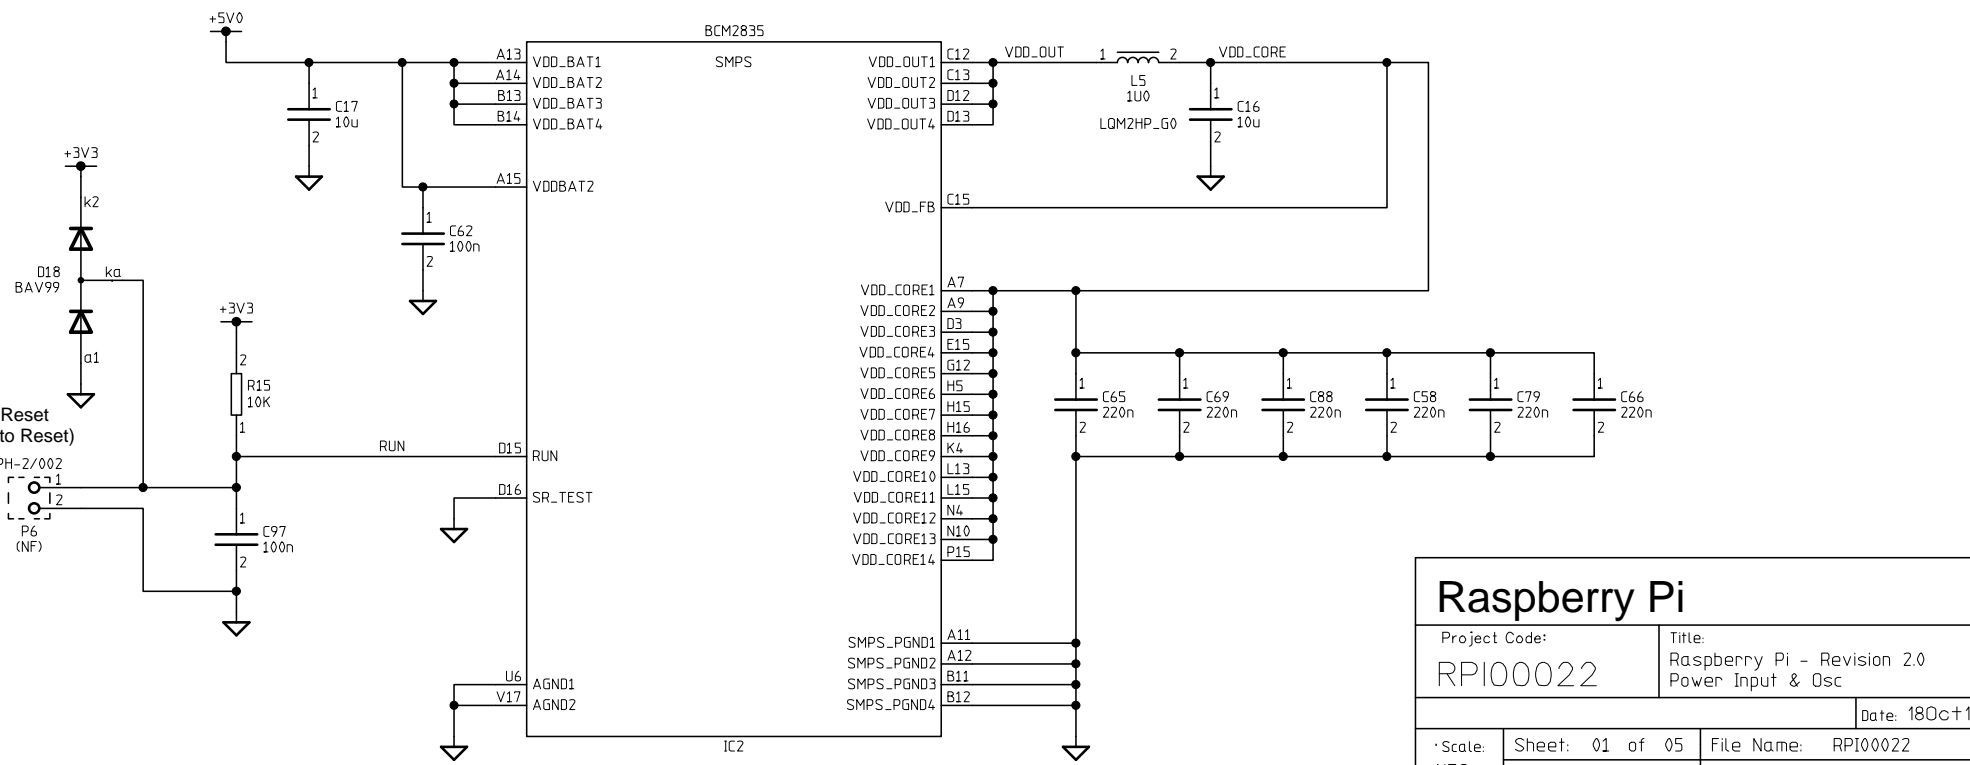 +5V0
BCM2835
SMPS
A13 VDD_BAT1
A14 VDD_BAT2
B13 VDD_BAT3
B14 VDD_BAT4
A15 VDDBAT2
1
C17
10u
2
1
C62
100n
2
+3V3
k2
D18
BAV99
ka
a1
+3V3
2
R15
10K
1
Reset
to Reset)
PH-2/002
1
2
P6
(NF)
RUN
D15 RUN
D16 SR_TEST
1
C97
100n
2
U6 AGND1
V17 AGND2
IC2
VDD_OUT1 C12
VDD_OUT2 C13
VDD_OUT3 D12
VDD_OUT4 D13
VDD_OUT
1 2
L5
1U0
LQM2HP_G0
VDD_CORE
1
C16
10u
2
VDD_FB C15
VDD_CORE1 A7
VDD_CORE2 A9
VDD_CORE3 D3
VDD_CORE4 E15
VDD_CORE5 G12
VDD_CORE6 H5
VDD_CORE7 H15
VDD_CORE8 H16
VDD_CORE9 K4
VDD_CORE10 L13
VDD_CORE11 L15
VDD_CORE12 N4
VDD_CORE13 N10
VDD_CORE14 P15
1
C65
220n
2
1
C69
220n
2
1
C88
220n
2
1
C58
220n
2
1
C79
220n
2
1
C66
220n
2
SMPS_PGND1 A11
SMPS_PGND2 A12
SMPS_PGND3 B11
SMPS_PGND4 B12
Raspberry Pi
Project Code:
RPI00022
Title:
Raspberry Pi - Revision 2.0
Power Input & Osc
Date: 18Oct1
Scale:
Sheet: 01 of 05
File Name: RPI00022